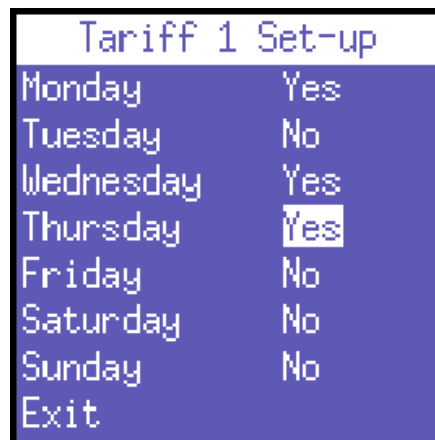 Tariff 1 Set-up
Monday Yes
Tuesday No
Wednesday Yes
Thursday Yes
Friday No
Saturday No
Sunday No
Exit